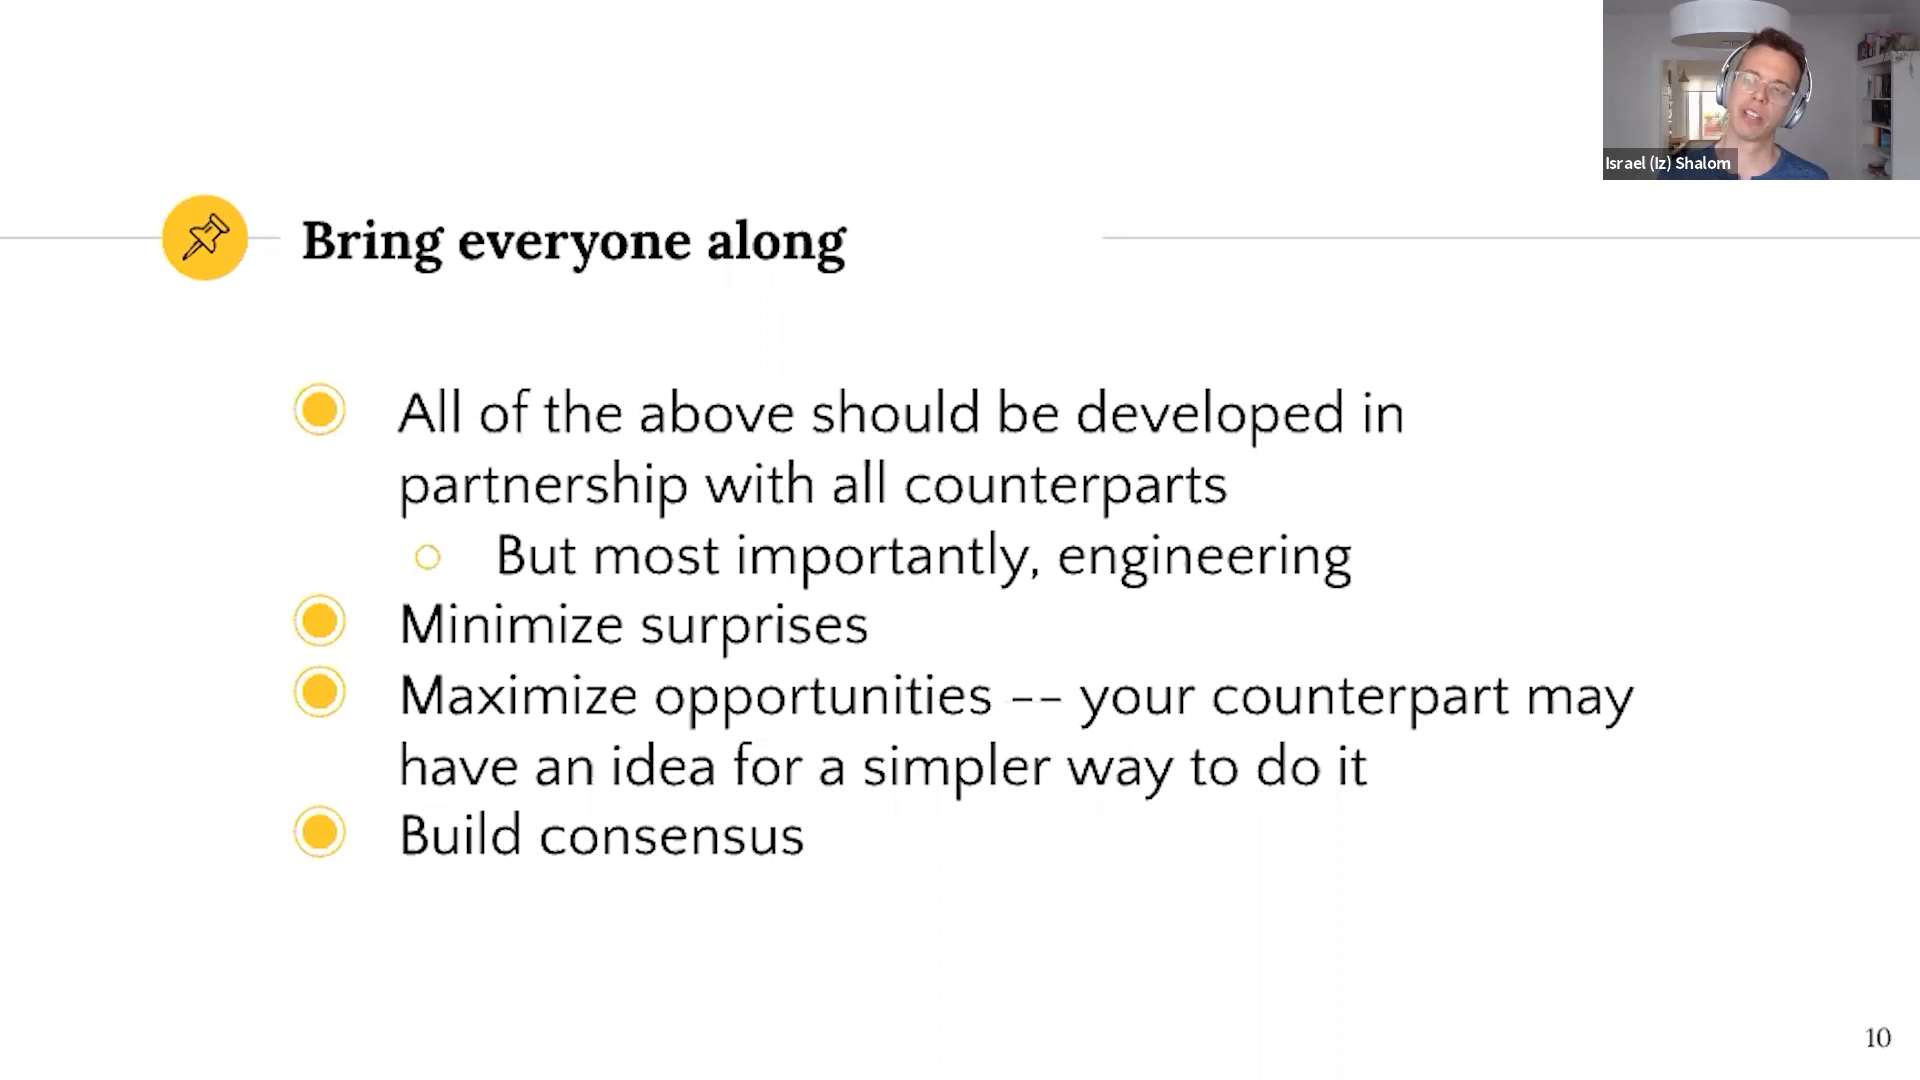 Israel (Iz) Shalom
Bring everyone along
All of the above should be developed in
partnership with all counterparts
But most importantly, engineering
Minimize surprises
Maximize opportunities -- your counterpart may
have an idea for a simpler way to do it
Build consensus
10